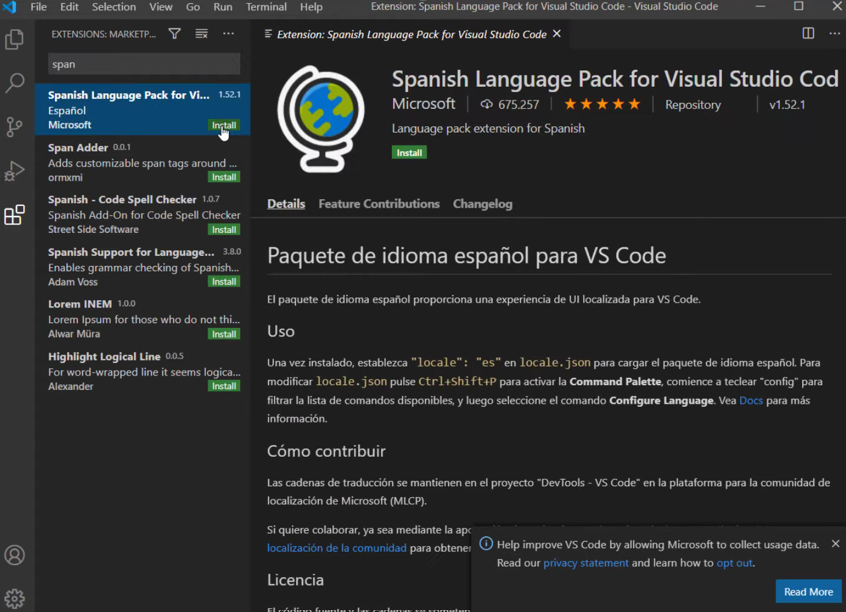 File Edit Selection View Go Run Terminal Help Extension: Spanish Language Pack for Visual Studio Code - Visual Studio Code
EXTENSIONS: MARKETP...
span
Spanish Language Pack for Vi... 1.52.1
Español
Microsoft Install
Span Adder 0.0.1
Adds customizable span tags around ...
ormxmi Install
Spanish - Code Spell Checker 1.0.7
Spanish Add-On for Code Spell Checker
Street Side Software Install
Spanish Support for Language... 3.8.0
Enables grammar checking of Spanish...
Adam Voss Install
Lorem INEM 1.0.0
Lorem Ipsum for those who do not thi...
Alwar Müra Install
Highlight Logical Line 0.0.5
For word-wrapped line it seems logica...
Alexander Install
Extension: Spanish Language Pack for Visual Studio Code
Spanish Language Pack for Visual Studio Cod
Microsoft 675.257 Repository v1.52.1
Language pack extension for Spanish
Install
Details Feature Contributions Changelog
Paquete de idioma español para VS Code
El paquete de idioma español proporciona una experiencia de UI localizada para VS Code.
Uso
Una vez instalado, establezca "locale": "es" en locale.json para cargar el paquete de idioma español. Para
modificar locale.json pulse Ctrl+Shift+P para activar la Command Palette, comience a teclear "config" para
filtrar la lista de comandos disponibles, y luego seleccione el comando Configure Language. Vea Docs para más
información.
Cómo contribuir
Las cadenas de traducción se mantienen en el proyecto "DevTools - VS Code" en la plataforma para la comunidad de
localización de Microsoft (MLCP).
Si quiere colaborar, ya sea mediante la
localización de la comunidad para
Licencia
Help improve VS Code by allowing Microsoft to collect usage data.
Read our privacy statement and learn how to opt out.
Read More